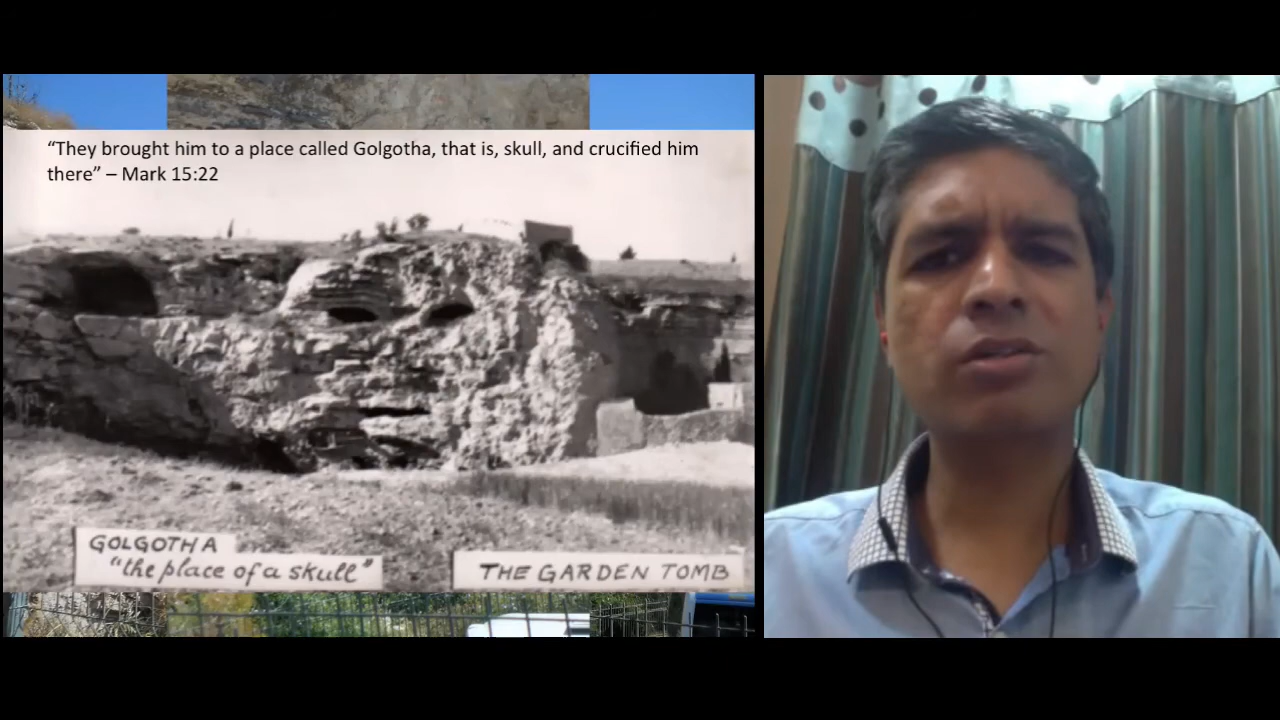 “They brought him to a place called Golgotha, that is, skull, and crucified him
there” – Mark 15:22
GOLGOTHA
“the place of a skull”
THE GARDEN TOMB